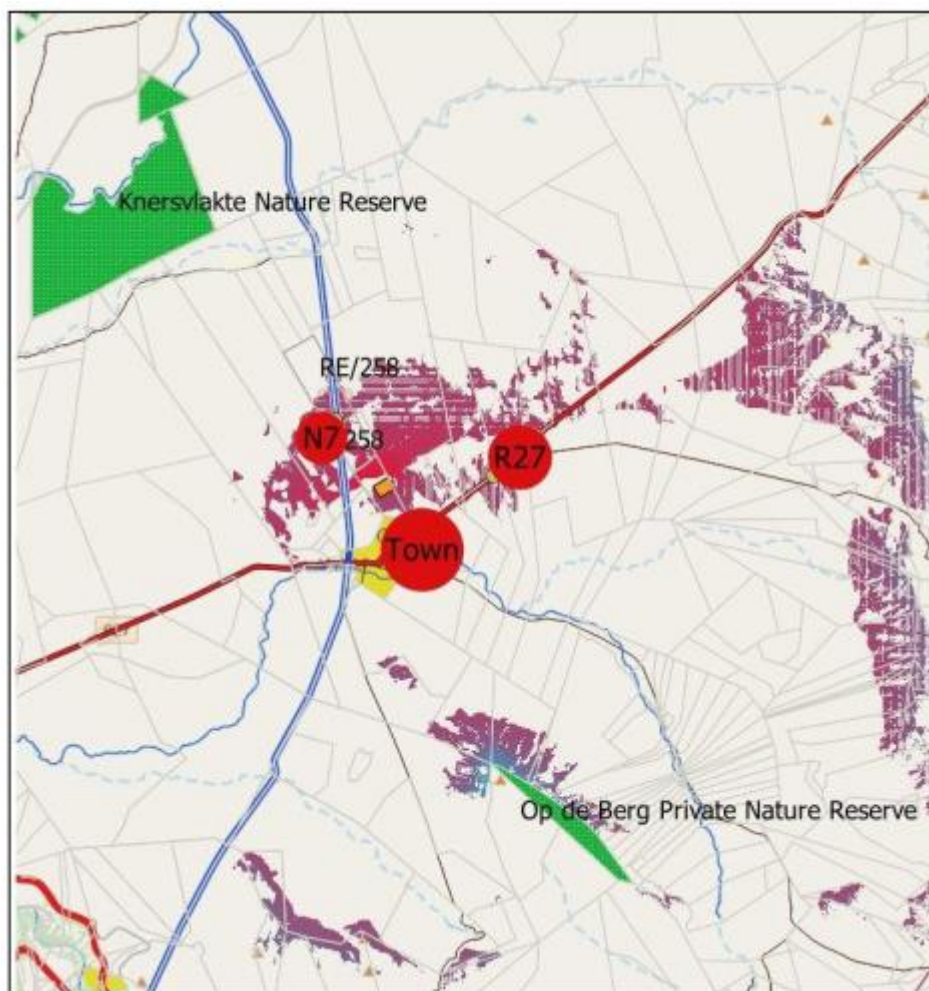 Knersvlakte Nature Reserve
RE/258
N7
258
R27
Town
Op de Berg Private Nature Reserve